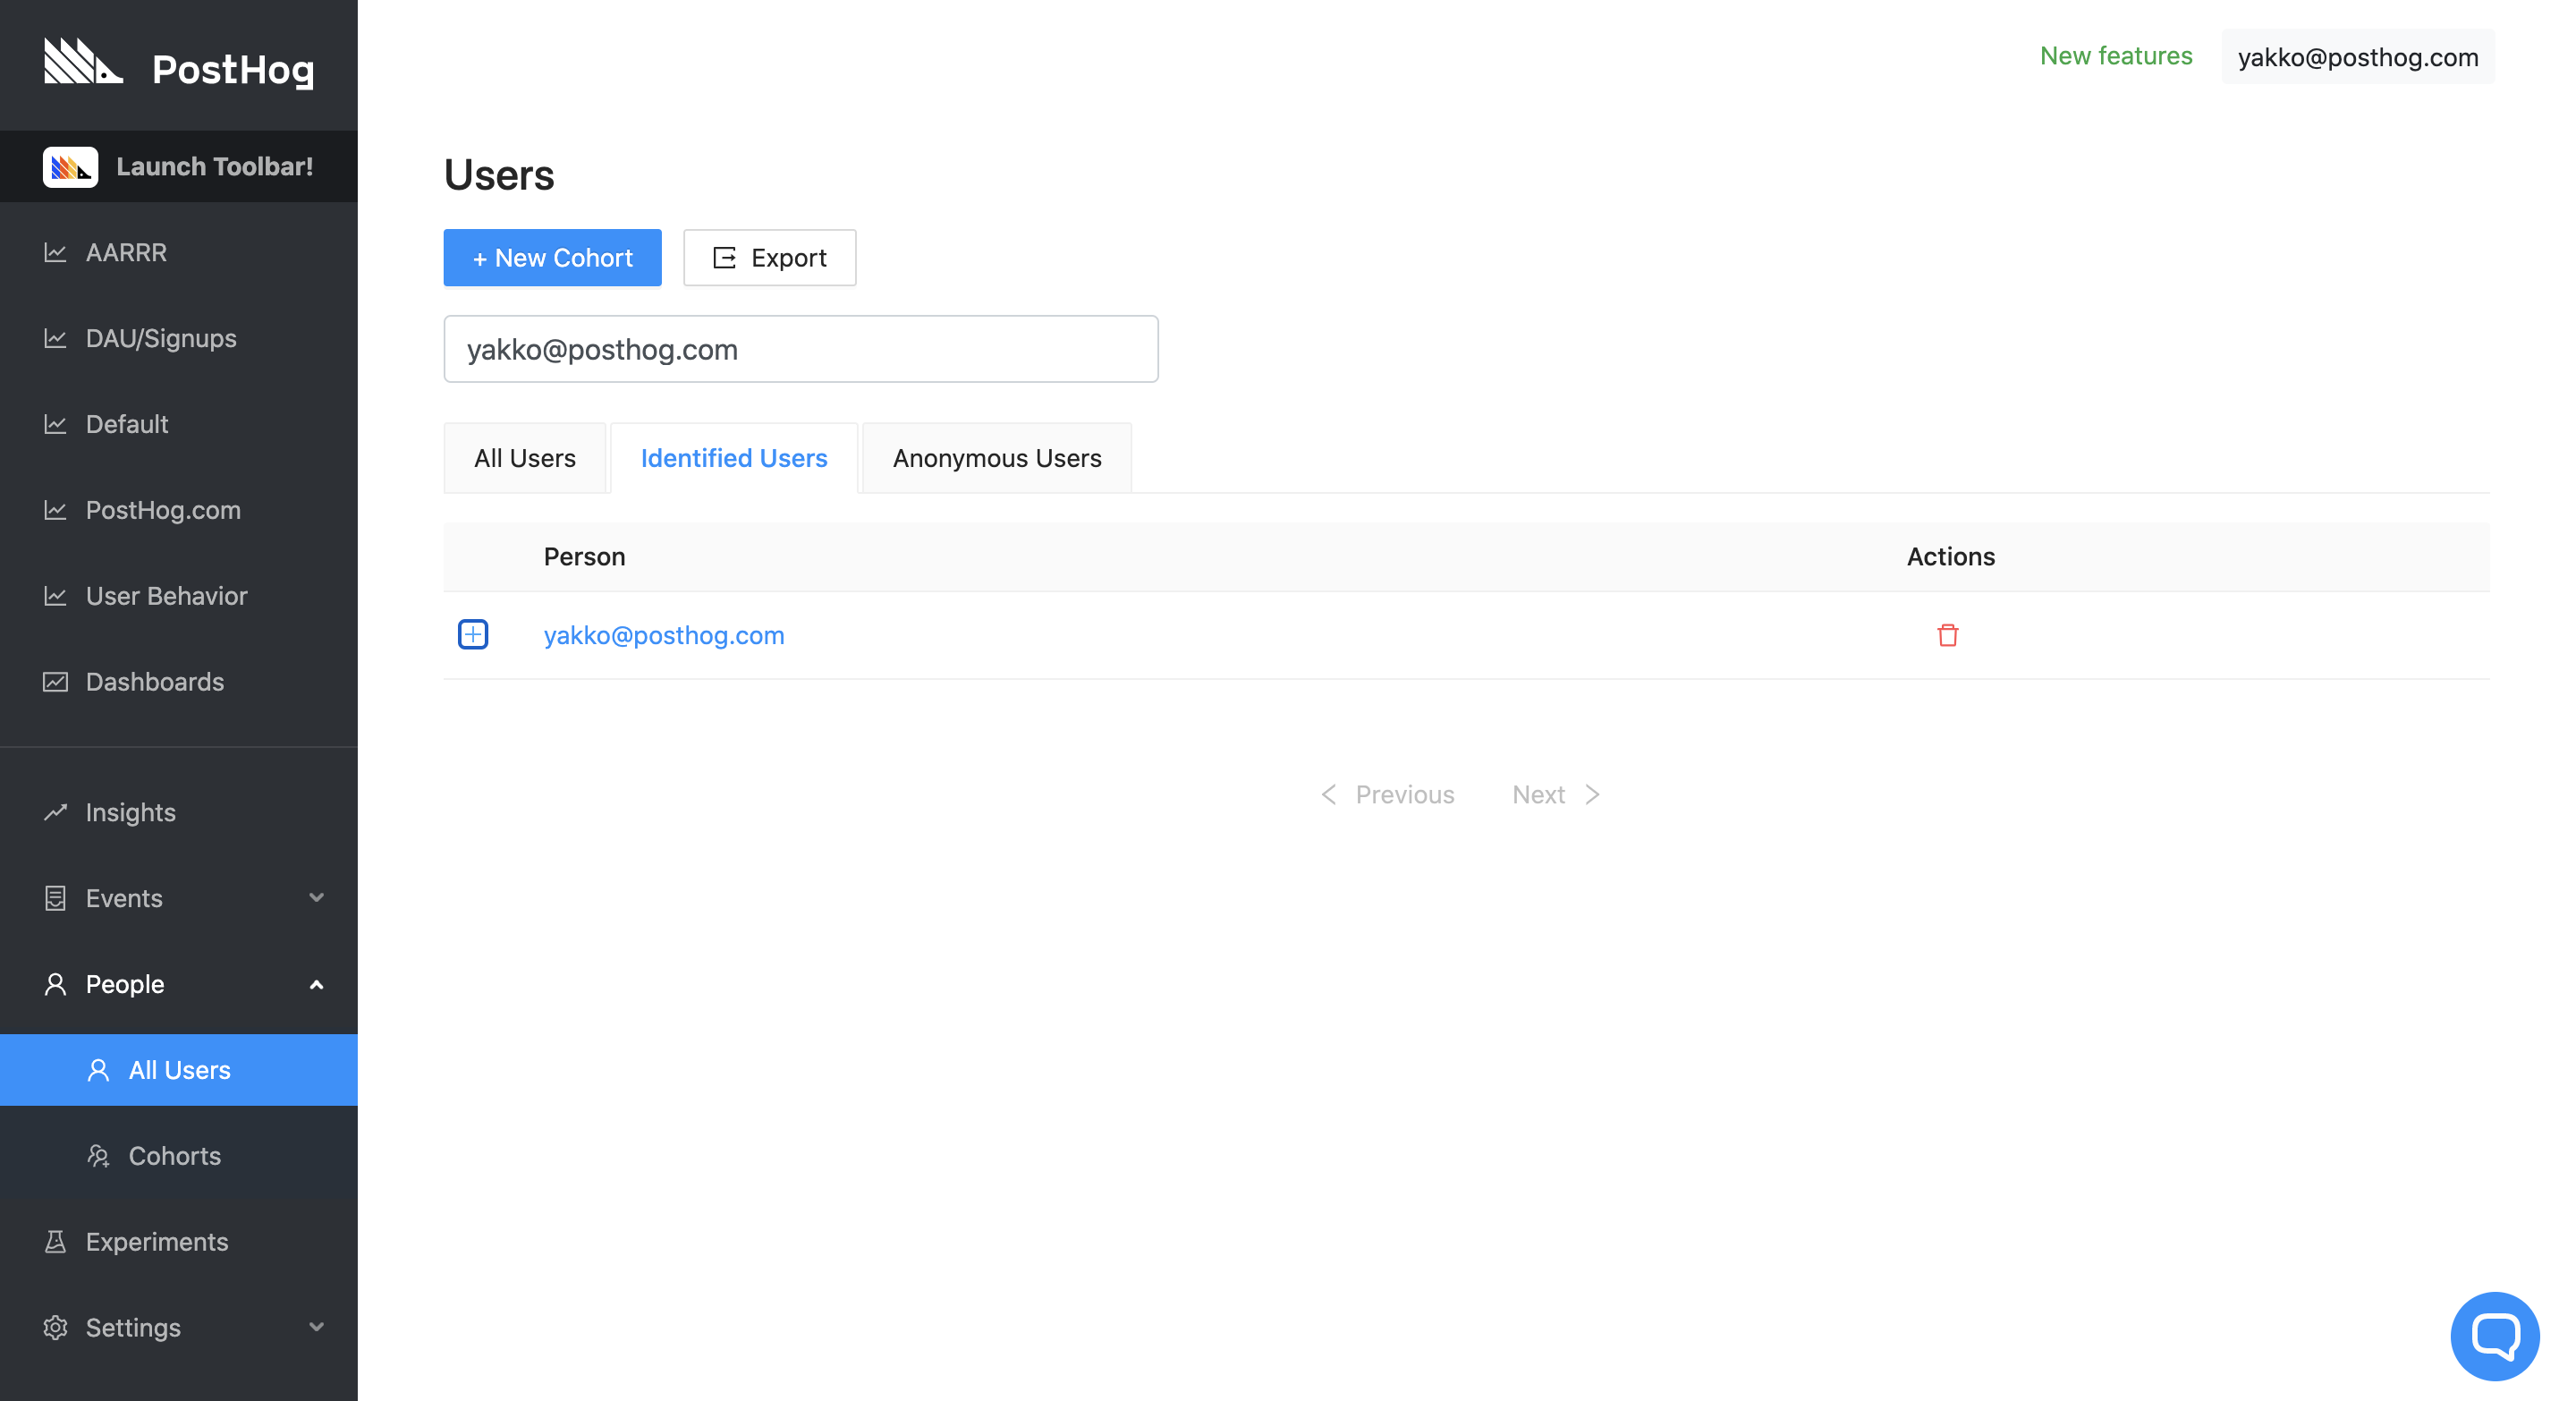 PostHog
New features
yakko@posthog.com
Launch Toolbar!
AARRR
DAU/Signups
Default
PostHog.com
User Behavior
Dashboards
Insights
Events
People
All Users
Cohorts
Experiments
Settings
Users
+ New Cohort
Export
yakko@posthog.com
All Users
Identified Users
Anonymous Users
Person
Actions
yakko@posthog.com
Previous
Next